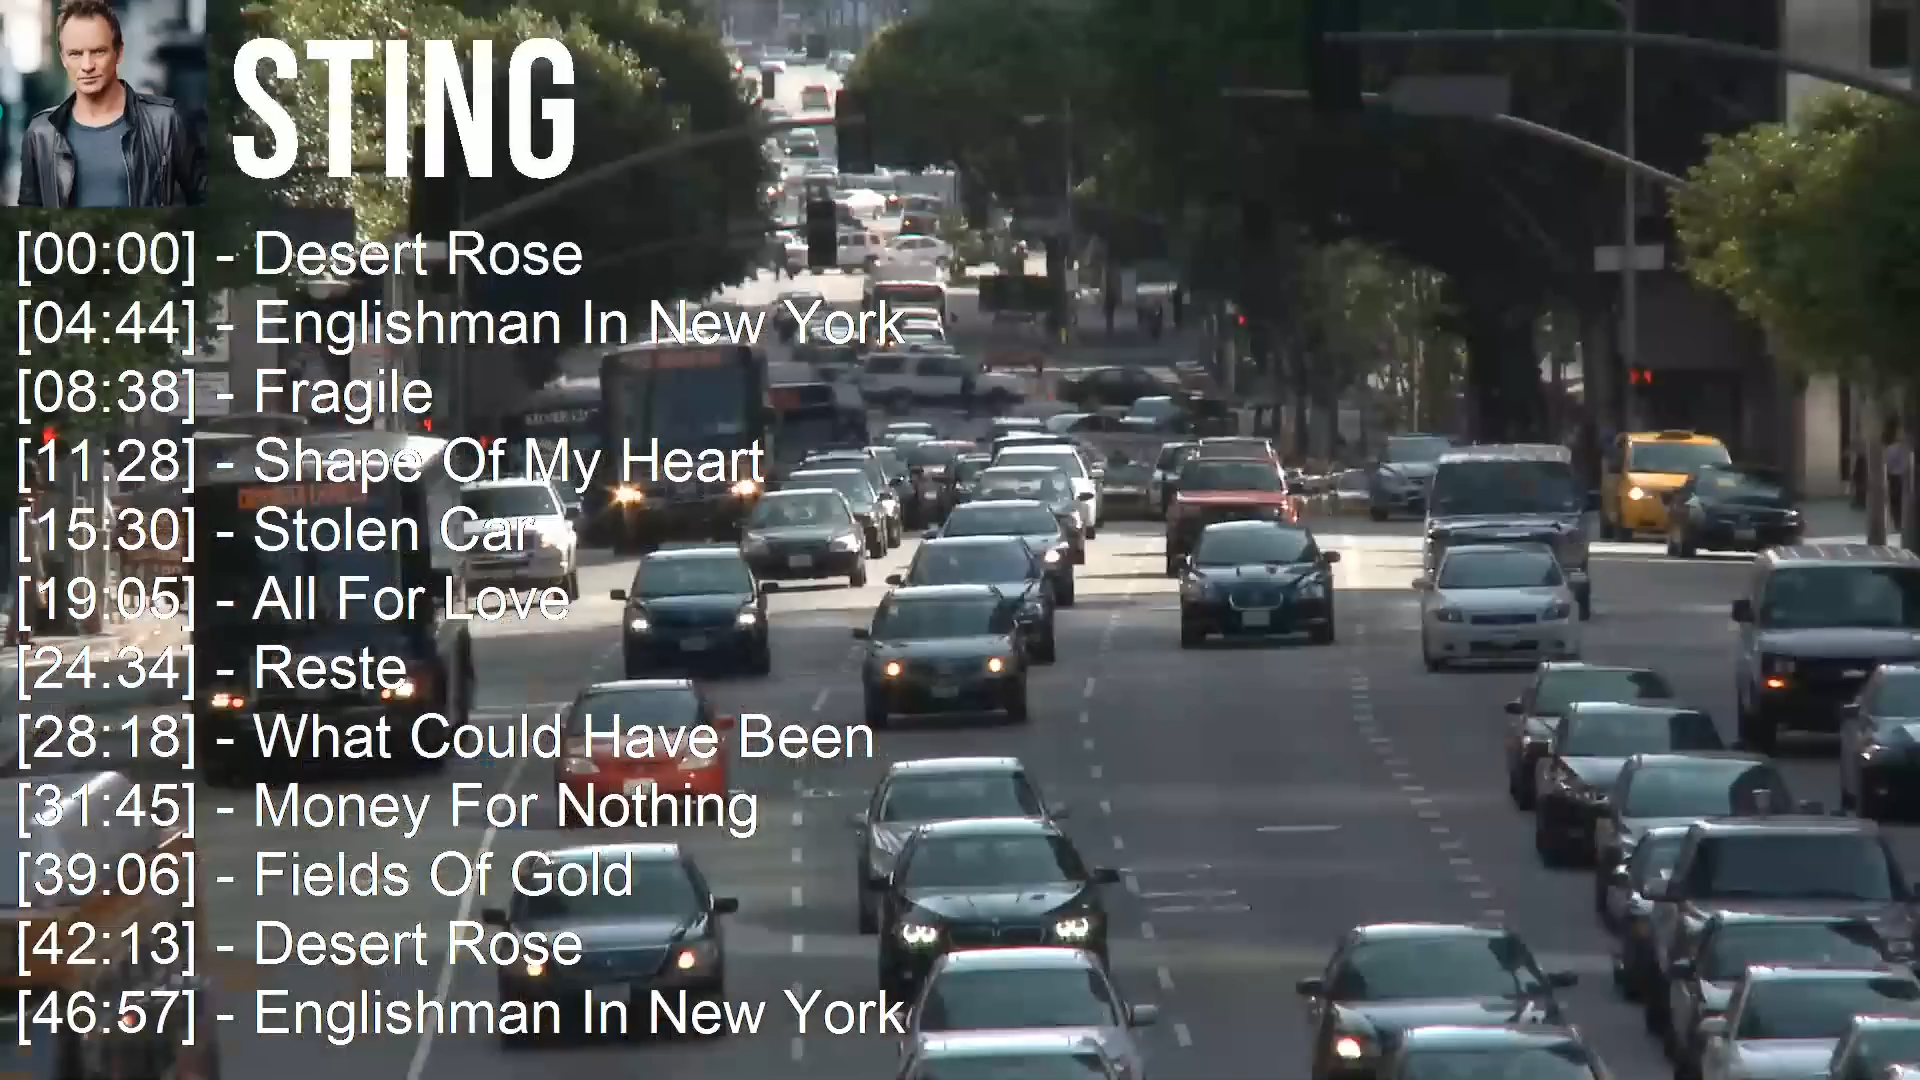 STING
[00:00] - Desert Rose
[04:44] - Englishman In New York
[08:38] - Fragile
[11:28] - Shape Of My Heart
[15:30] - Stolen Car
[19:05] - All For Love
[24:34] - Reste
[28:18] - What Could Have Been
[31:45] - Money For Nothing
[39:06] - Fields Of Gold
[42:13] - Desert Rose
[46:57] - Englishman In New York